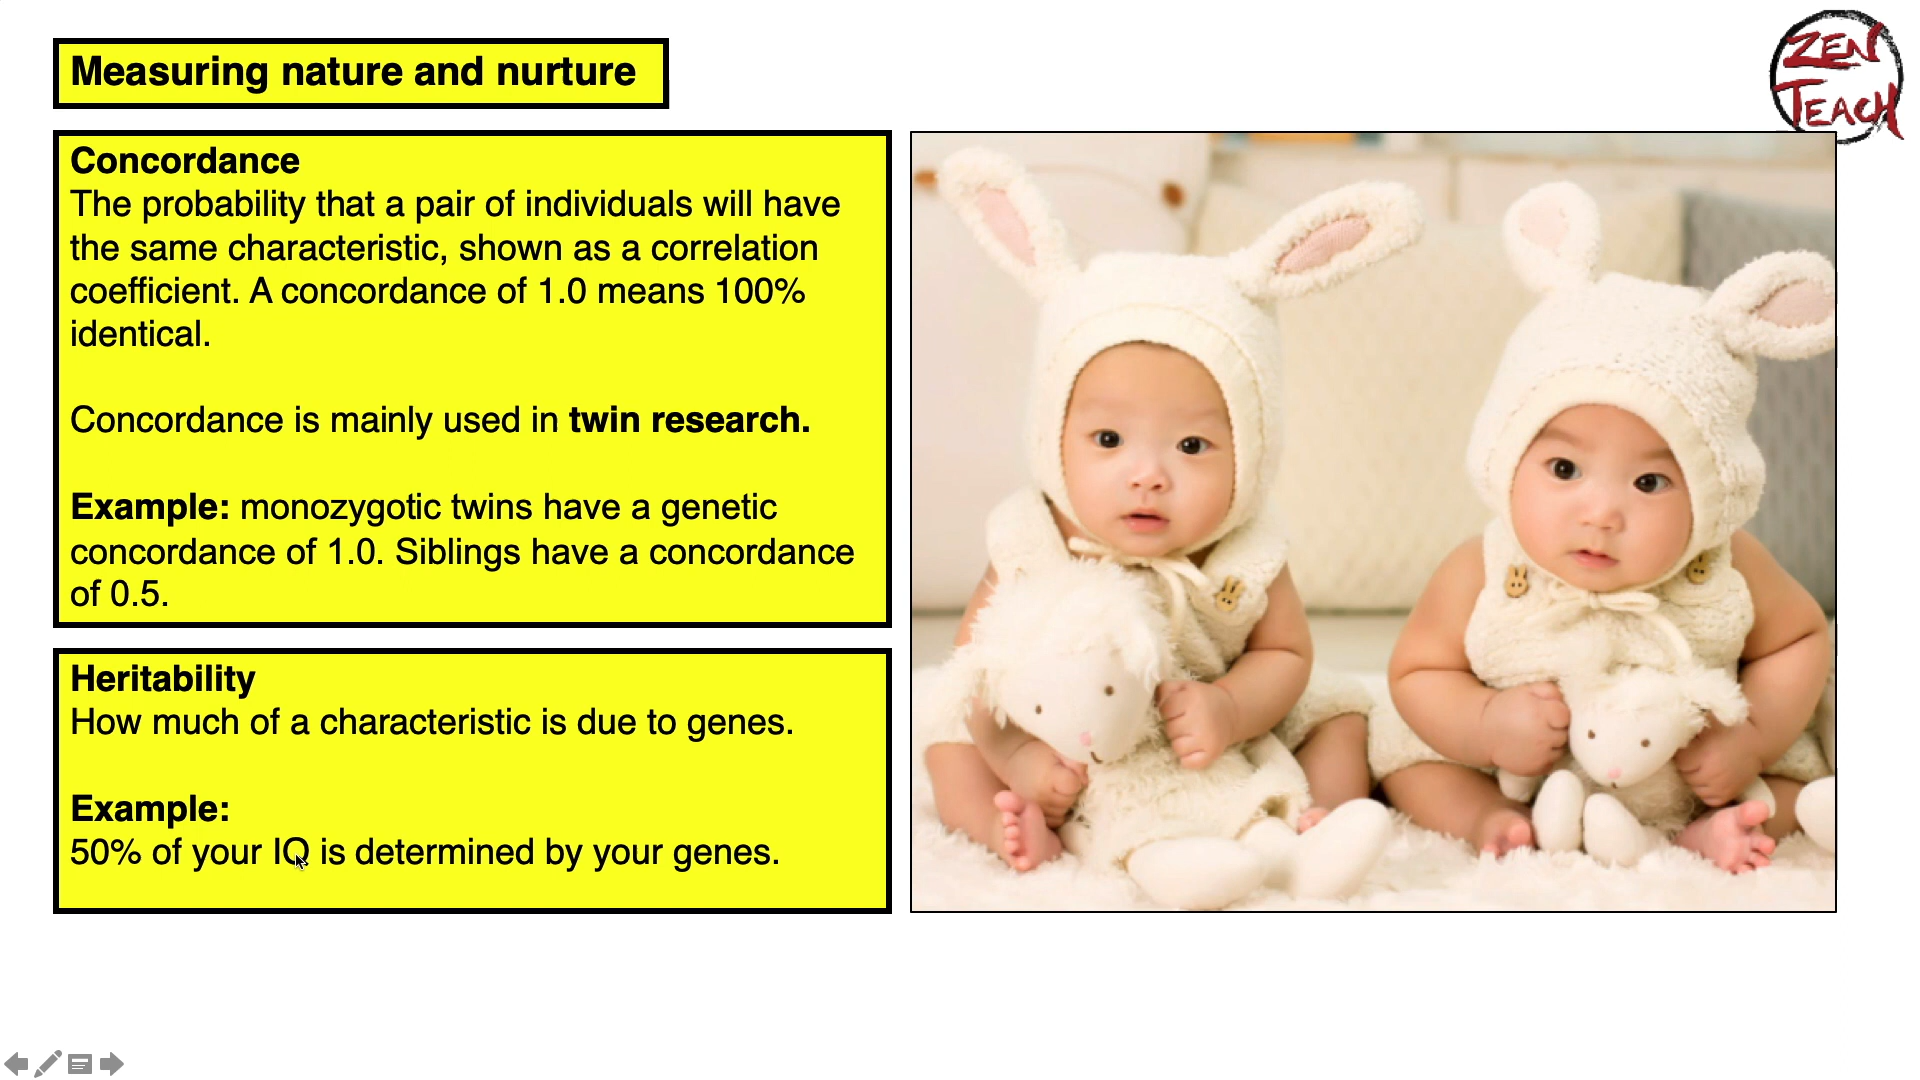 Measuring nature and nurture
ZEN
TEACH
Concordance
The probability that a pair of individuals will have
the same characteristic, shown as a correlation
coefficient. A concordance of 1.0 means 100%
identical.
Concordance is mainly used in twin research.
Example: monozygotic twins have a genetic
concordance of 1.0. Siblings have a concordance
of 0.5.
Heritability
How much of a characteristic is due to genes.
Example:
50% of your IQ is determined by your genes.